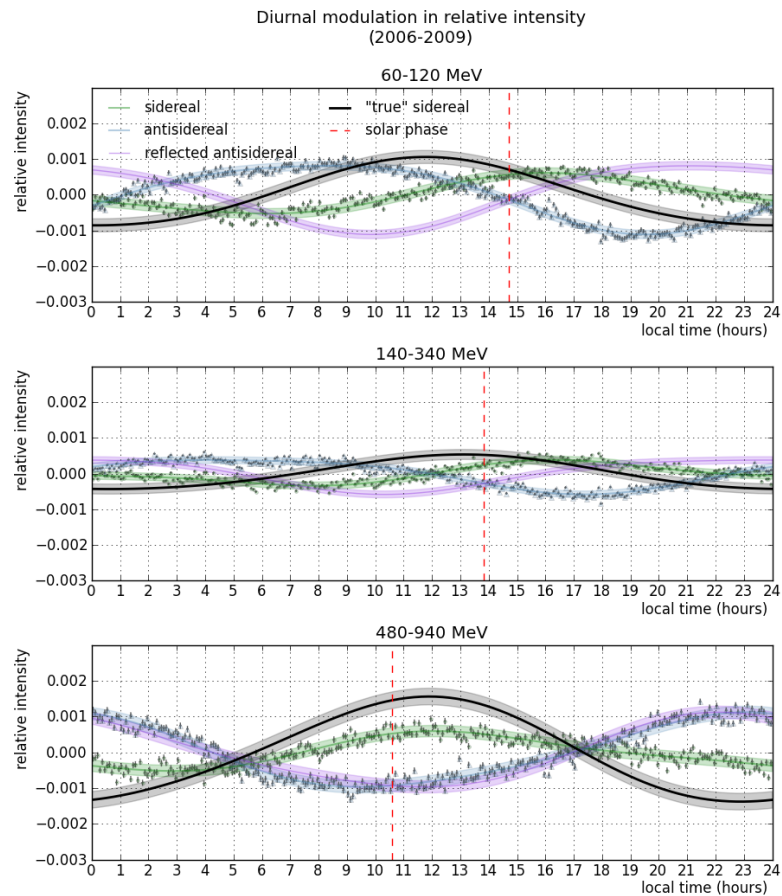 Diurnal modulation in relative intensity
(2006-2009)
60-120 MeV
relative intensity
0.002
0.001
0.000
−0.001
−0.002
−0.003
sidereal
antisidereal
reflected antisidereal
"true" sidereal
solar phase
0 1 2 3 4 5 6 7 8 9 10 11 12 13 14 15 16 17 18 19 20 21 22 23 24
local time (hours)
140-340 MeV
relative intensity
0.002
0.001
0.000
−0.001
−0.002
−0.003
0 1 2 3 4 5 6 7 8 9 10 11 12 13 14 15 16 17 18 19 20 21 22 23 24
local time (hours)
480-940 MeV
relative intensity
0.002
0.001
0.000
−0.001
−0.002
−0.003
0 1 2 3 4 5 6 7 8 9 10 11 12 13 14 15 16 17 18 19 20 21 22 23 24
local time (hours)